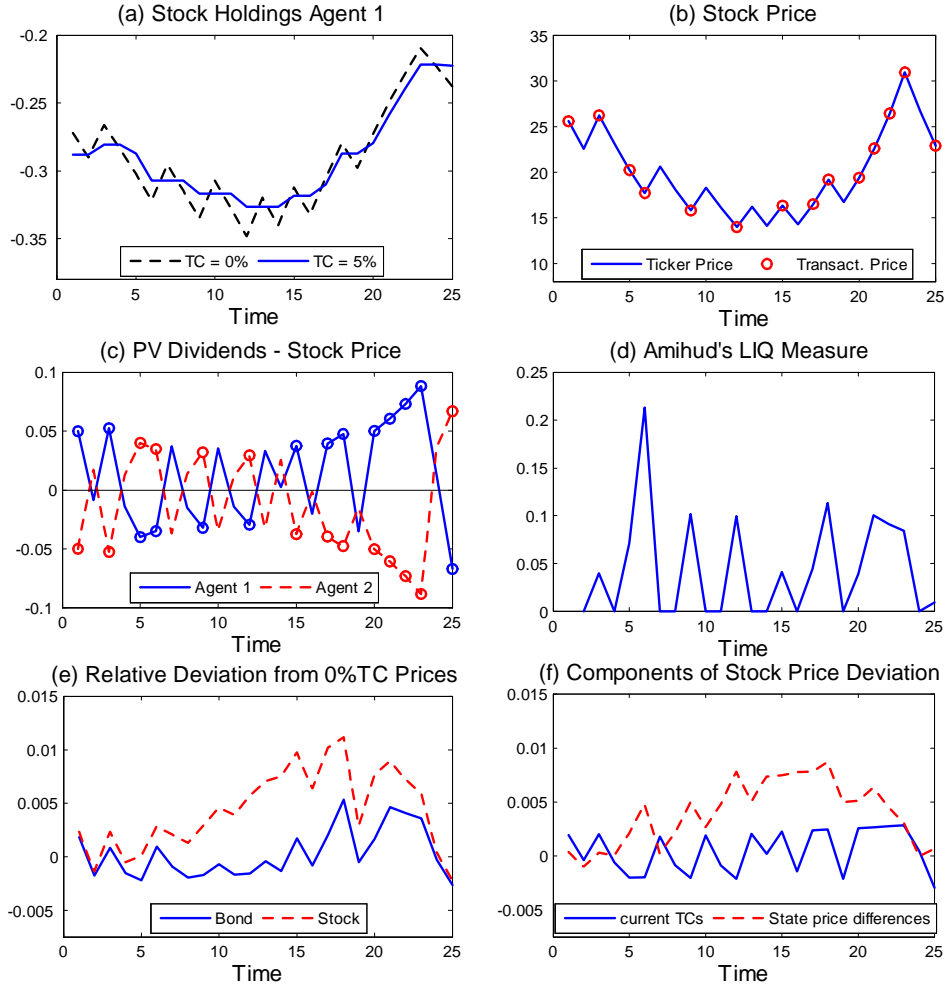 (a) Stock Holdings Agent 1
-0.2
-0.25
-0.3
-0.35
TC = 0% TC = 5%
0 5 10 15 20 25
Time
(b) Stock Price
35
30
25
20
15
10
Ticker Price Transact. Price
0 5 10 15 20 25
Time
(c) PV Dividends - Stock Price
0.1
0.05
0
-0.05
-0.1
Agent 1 Agent 2
0 5 10 15 20 25
Time
(d) Amihud's LIQ Measure
0.25
0.2
0.15
0.1
0.05
0
0 5 10 15 20 25
Time
(e) Relative Deviation from 0%TC Prices
0.015
0.01
0.005
0
-0.005
Bond Stock
0 5 10 15 20 25
Time
(f) Components of Stock Price Deviation
0.015
0.01
0.005
0
-0.005
current TCs State price differences
0 5 10 15 20 25
Time